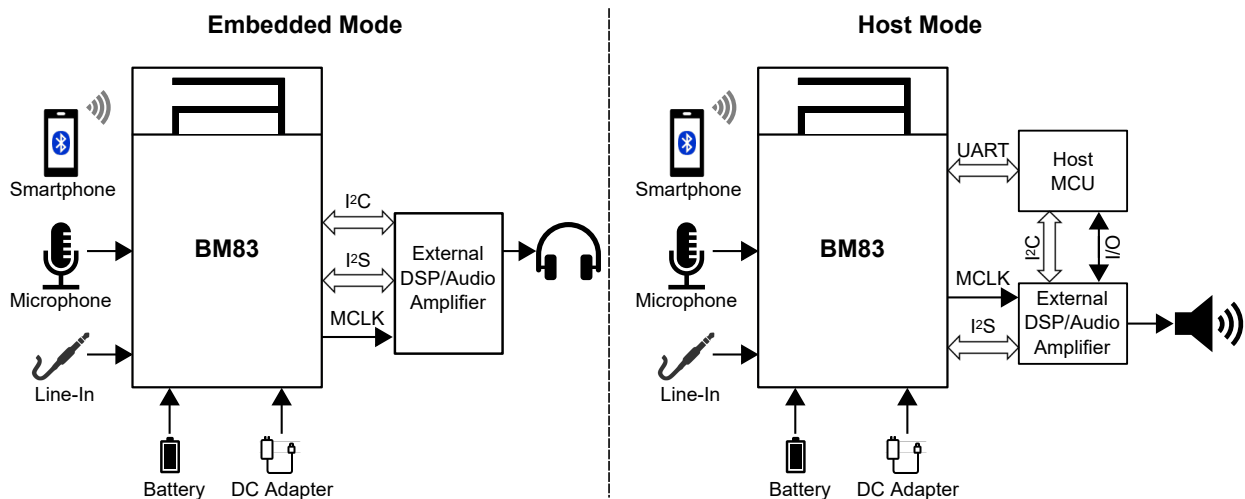 Embedded Mode
Smartphone
Microphone
Line-In
BM83
I²C
I²S
MCLK
External
DSP/Audio
Amplifier
Battery
DC Adapter
Host Mode
Smartphone
Microphone
Line-In
BM83
UART
Host
MCU
I²C
I/O
MCLK
I²S
External
DSP/Audio
Amplifier
Battery
DC Adapter